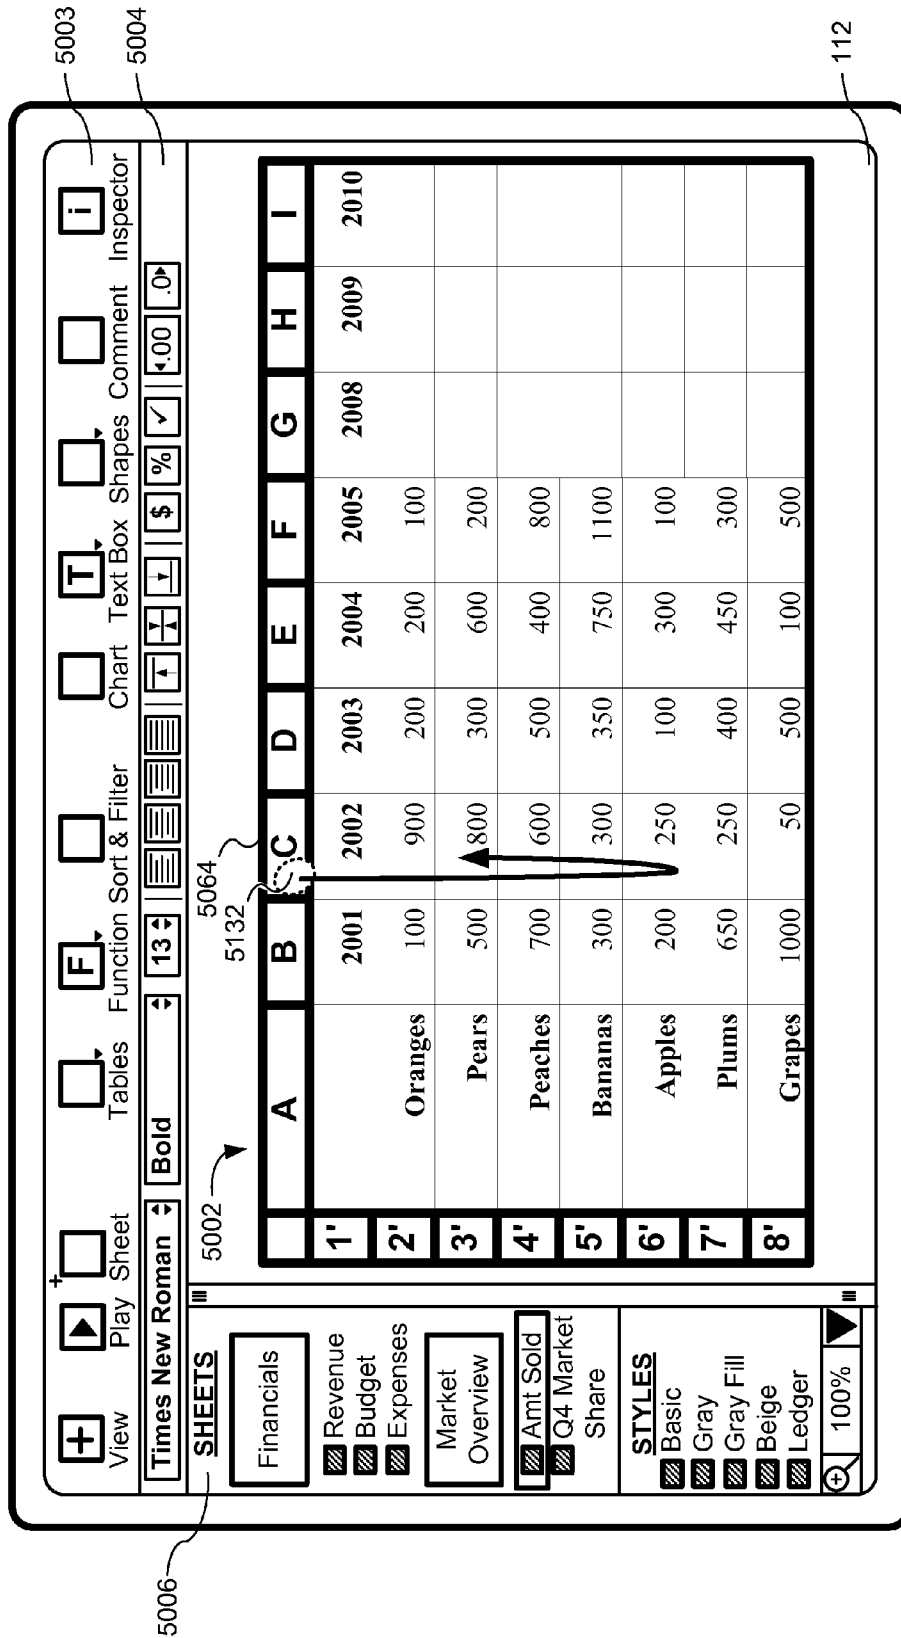 5003
5004
View Play Sheet Tables Function Sort & Filter Chart Text Box Shapes Comment Inspector
+ F T i
+
Times New Roman Bold 13 $ % ✓ .00 .0
5006
SHEETS
Financials
Revenue
Budget
Expenses
Market
Overview
Amt Sold
Q4 Market
Share
STYLES
Basic
Gray
Gray Fill
Beige
Ledger
100%
5002
5132
5064
A B C D E F G H I
1' 2001 2002 2003 2004 2005 2008 2009 2010
2' Oranges 100 900 200 200 100
3' Pears 500 800 300 600 200
4' Peaches 700 600 500 400 800
5' Bananas 300 300 350 750 1100
6' Apples 200 250 100 300 100
7' Plums 650 250 400 450 300
8' Grapes 1000 50 500 100 500
112